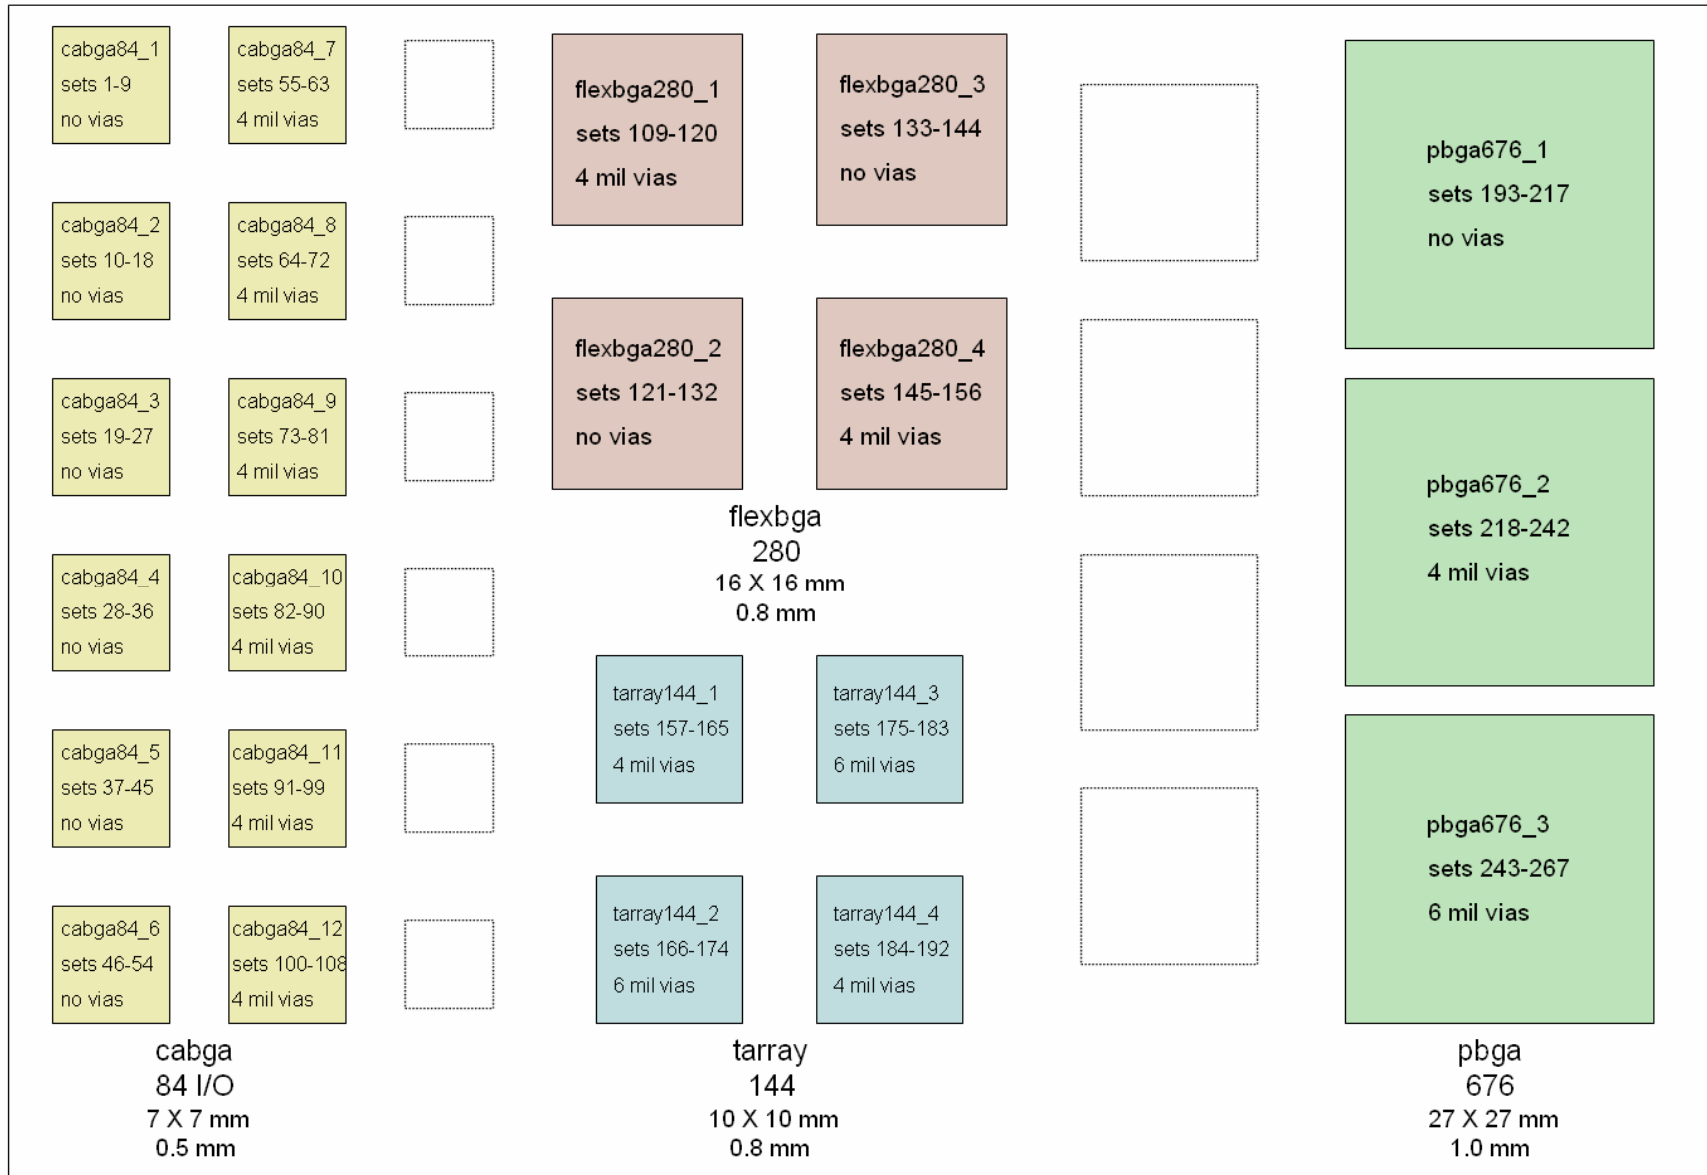 cabga84_1
sets 1-9
no vias
cabga84_2
sets 10-18
no vias
cabga84_3
sets 19-27
no vias
cabga84_4
sets 28-36
no vias
cabga84_5
sets 37-45
no vias
cabga84_6
sets 46-54
no vias
cabga84_7
sets 55-63
4 mil vias
cabga84_8
sets 64-72
4 mil vias
cabga84_9
sets 73-81
4 mil vias
cabga84_10
sets 82-90
4 mil vias
cabga84_11
sets 91-99
4 mil vias
cabga84_12
sets 100-108
4 mil vias
cabga
84 I/O
7 X 7 mm
0.5 mm
flexbga280_1
sets 109-120
4 mil vias
flexbga280_2
sets 121-132
no vias
flexbga280_3
sets 133-144
no vias
flexbga280_4
sets 145-156
4 mil vias
flexbga
280
16 X 16 mm
0.8 mm
tarray144_1
sets 157-165
4 mil vias
tarray144_2
sets 166-174
6 mil vias
tarray144_3
sets 175-183
6 mil vias
tarray144_4
sets 184-192
4 mil vias
tarray
144
10 X 10 mm
0.8 mm
pbga676_1
sets 193-217
no vias
pbga676_2
sets 218-242
4 mil vias
pbga676_3
sets 243-267
6 mil vias
pbga
676
27 X 27 mm
1.0 mm